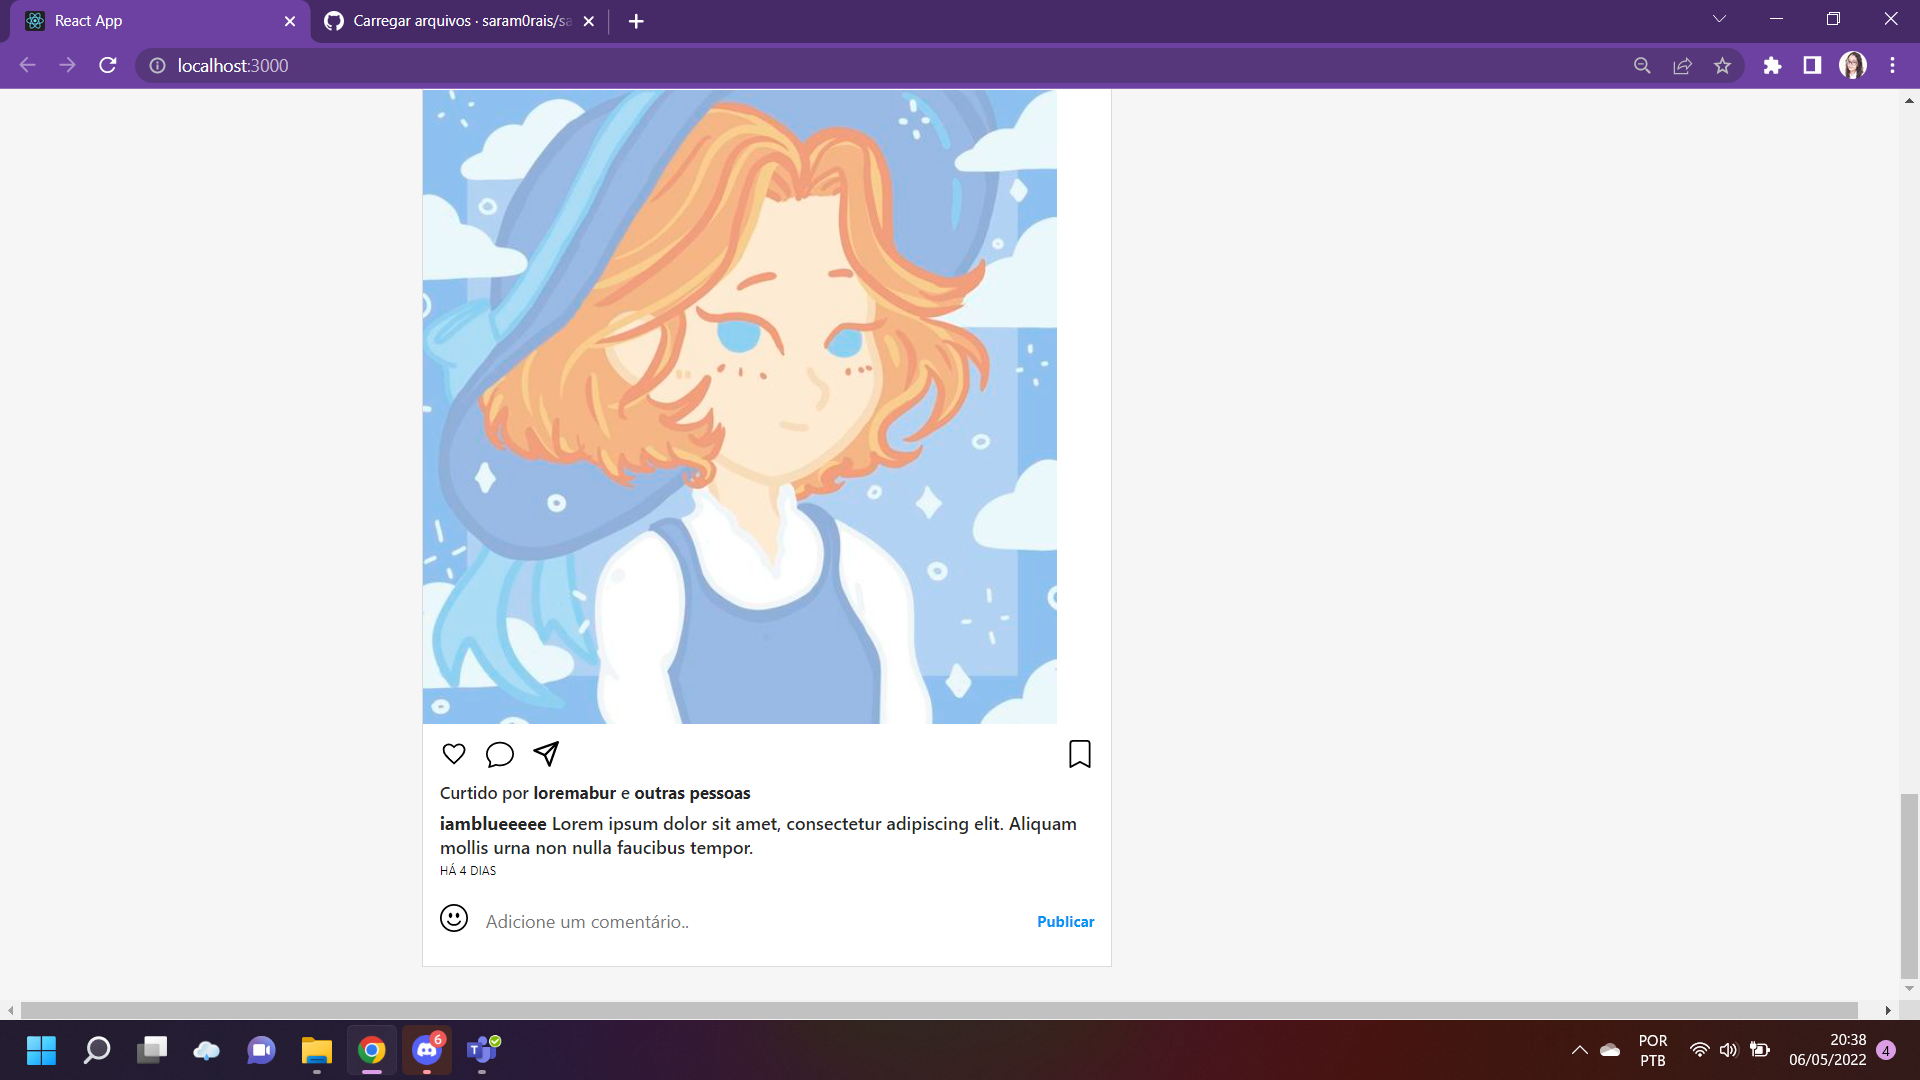 React App
Carregar arquivos · saram0rais/sa
localhost:3000
Curtido por loremabur e outras pessoas
iamblueeeee Lorem ipsum dolor sit amet, consectetur adipiscing elit. Aliquam
mollis urna non nulla faucibus tempor.
HÁ 4 DIAS
Adicione um comentário..
Publicar
6
POR
PTB
20:38
06/05/2022
4